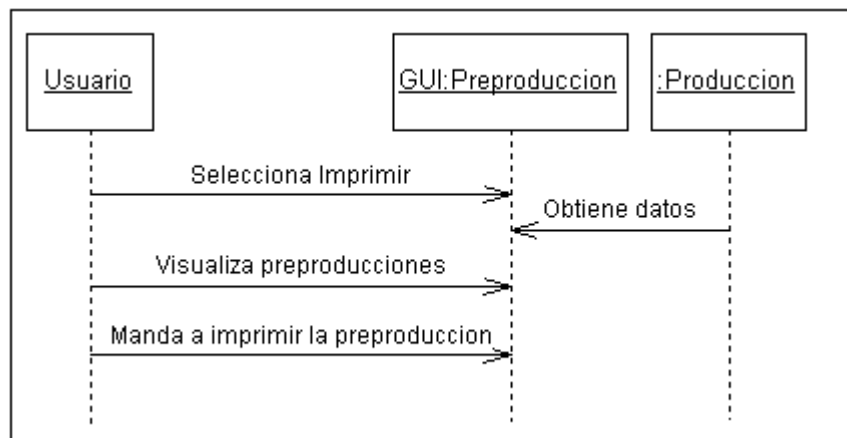 Usuario
GUI:Preproduccion
:Produccion
Selecciona Imprimir
Obtiene datos
Visualiza preproducciones
Manda a imprimir la preproduccion